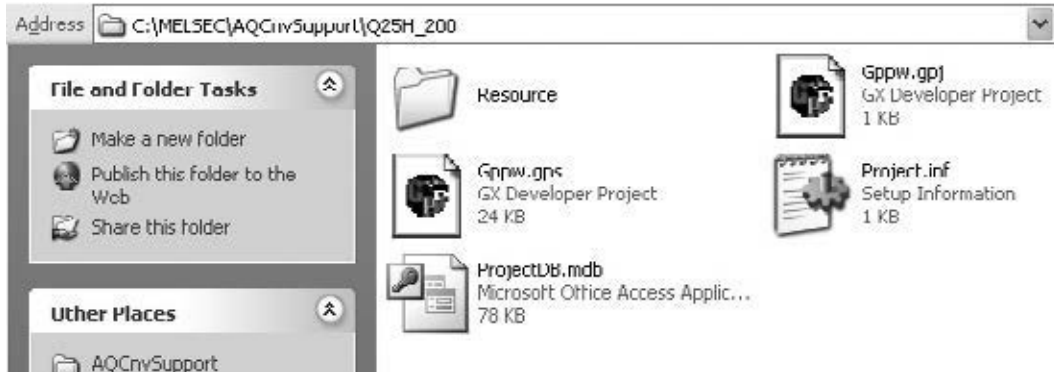 Address C:\MELSEC\AQCnvSupport\Q25H_200
File and Folder Tasks
Make a new folder
Publish this folder to the
Web
Share this folder
Other Places
AQCnvSupport
Resource
Gppw.gpj
GX Developer Project
1 KB
Gppw.gps
GX Developer Project
24 KB
Project.inf
Setup Information
1 KB
ProjectDB.mdb
Microsoft Office Access Applic...
78 KB